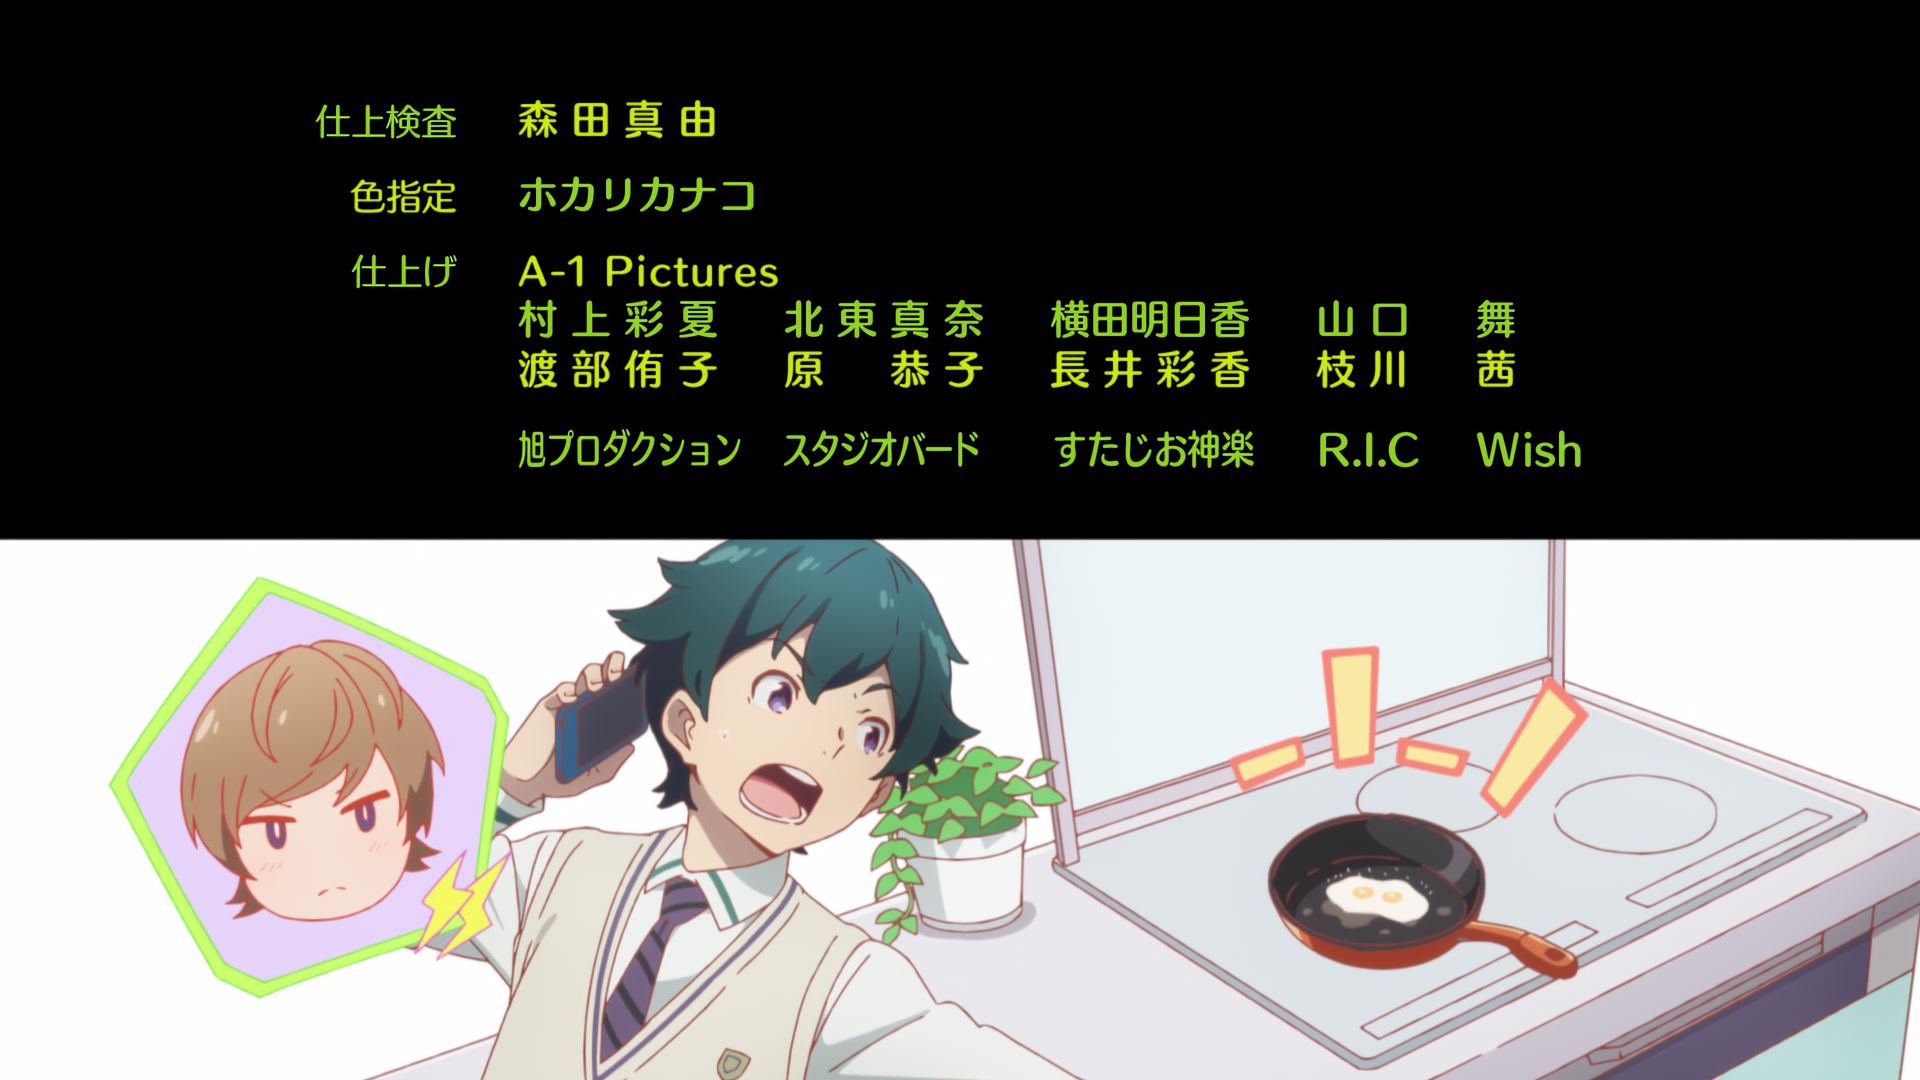 仕上検査 森田真由
色指定 ホカリカナコ
仕上げ A-1 Pictures
村上彩夏 北東真奈 横田明日香 山口 舞
渡部侑子 原 恭子 長井彩香 枝川 茜
旭プロダクション スタジオバード すたじお神楽 R.I.C Wish